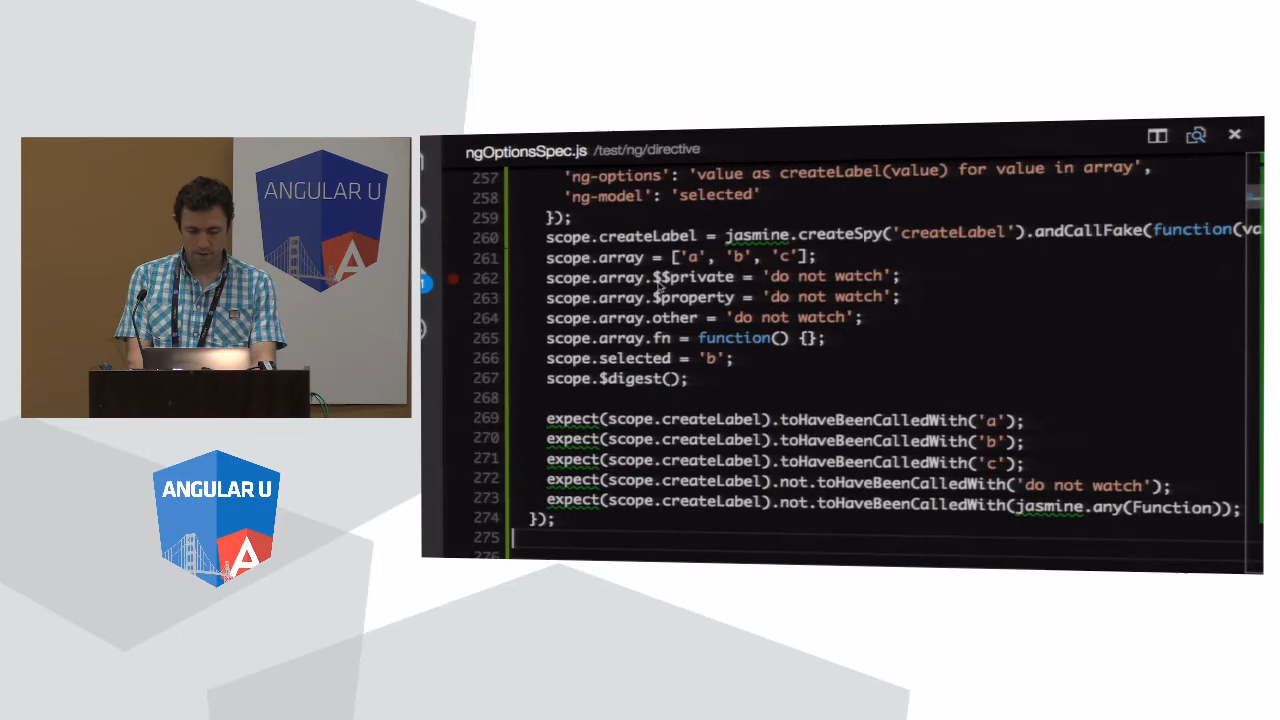 ANGULAR U
ANGULAR U
ngOptionsSpec.js /test/ng/directive
257 'ng-options': 'value as createLabel(value) for value in array',
258 'ng-model': 'selected'
259 });
260 scope.createLabel = jasmine.createSpy('createLabel').andCallFake(function(va
261 scope.array = ['a', 'b', 'c'];
262 scope.array.$$private = 'do not watch';
263 scope.array.$property = 'do not watch';
264 scope.array.other = 'do not watch';
265 scope.array.fn = function() {};
266 scope.selected = 'b';
267 scope.$digest();
268
269 expect(scope.createLabel).toHaveBeenCalledWith('a');
270 expect(scope.createLabel).toHaveBeenCalledWith('b');
271 expect(scope.createLabel).toHaveBeenCalledWith('c');
272 expect(scope.createLabel).not.toHaveBeenCalledWith('do not watch');
273 expect(scope.createLabel).not.toHaveBeenCalledWith(jasmine.any(Function));
274 });
275
276